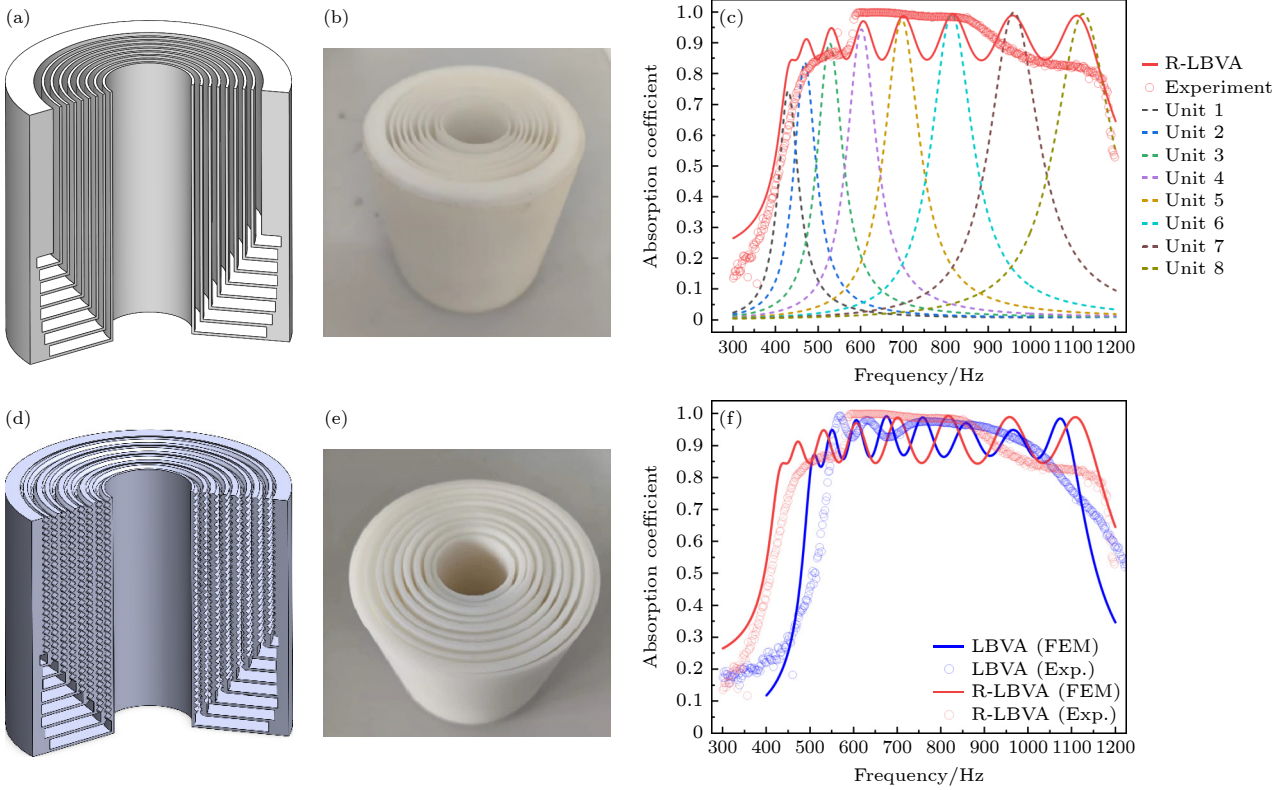 (a)
(b)
(c)
Absorption coefficient
1.0
0.9
0.8
0.7
0.6
0.5
0.4
0.3
0.2
0.1
0
300 400 500 600 700 800 900 1000 1100 1200
Frequency/Hz
R-LBVA
Experiment
Unit 1
Unit 2
Unit 3
Unit 4
Unit 5
Unit 6
Unit 7
Unit 8
(d)
(e)
(f)
Absorption coefficient
1.0
0.9
0.8
0.7
0.6
0.5
0.4
0.3
0.2
0.1
0
300 400 500 600 700 800 900 1000 1100 1200
Frequency/Hz
LBVA (FEM)
LBVA (Exp.)
R-LBVA (FEM)
R-LBVA (Exp.)